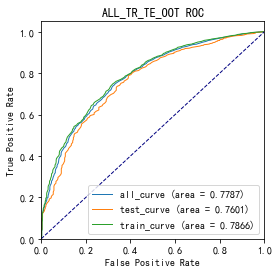 ALL_TR_TE_OOT ROC
True Positive Rate
1.0
0.8
0.6
0.4
0.2
0.0
all_curve (area = 0.7787)
test_curve (area = 0.7601)
train_curve (area = 0.7866)
0.0 0.2 0.4 0.6 0.8 1.0
False Positive Rate